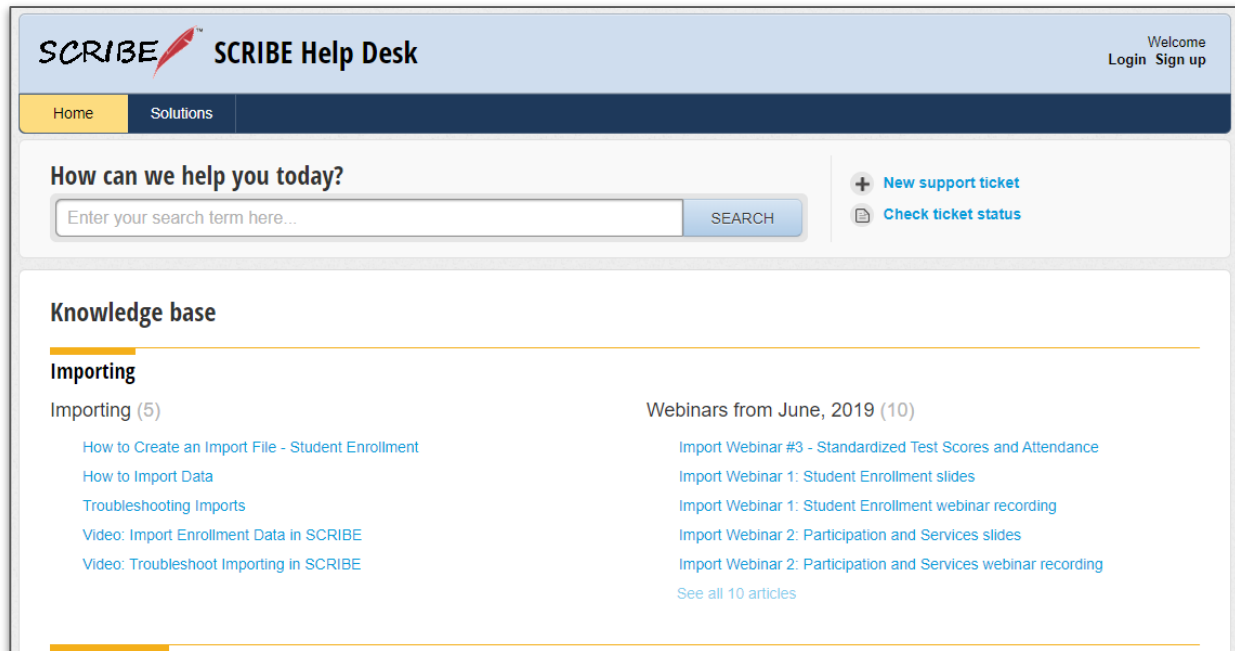 SCRIBE™ SCRIBE Help Desk
Welcome
Login Sign up
Home Solutions
How can we help you today?
Enter your search term here... SEARCH
New support ticket
Check ticket status
Knowledge base
Importing
Importing (5)
How to Create an Import File - Student Enrollment
How to Import Data
Troubleshooting Imports
Video: Import Enrollment Data in SCRIBE
Video: Troubleshoot Importing in SCRIBE
Webinars from June, 2019 (10)
Import Webinar #3 - Standardized Test Scores and Attendance
Import Webinar 1: Student Enrollment slides
Import Webinar 1: Student Enrollment webinar recording
Import Webinar 2: Participation and Services slides
Import Webinar 2: Participation and Services webinar recording
See all 10 articles